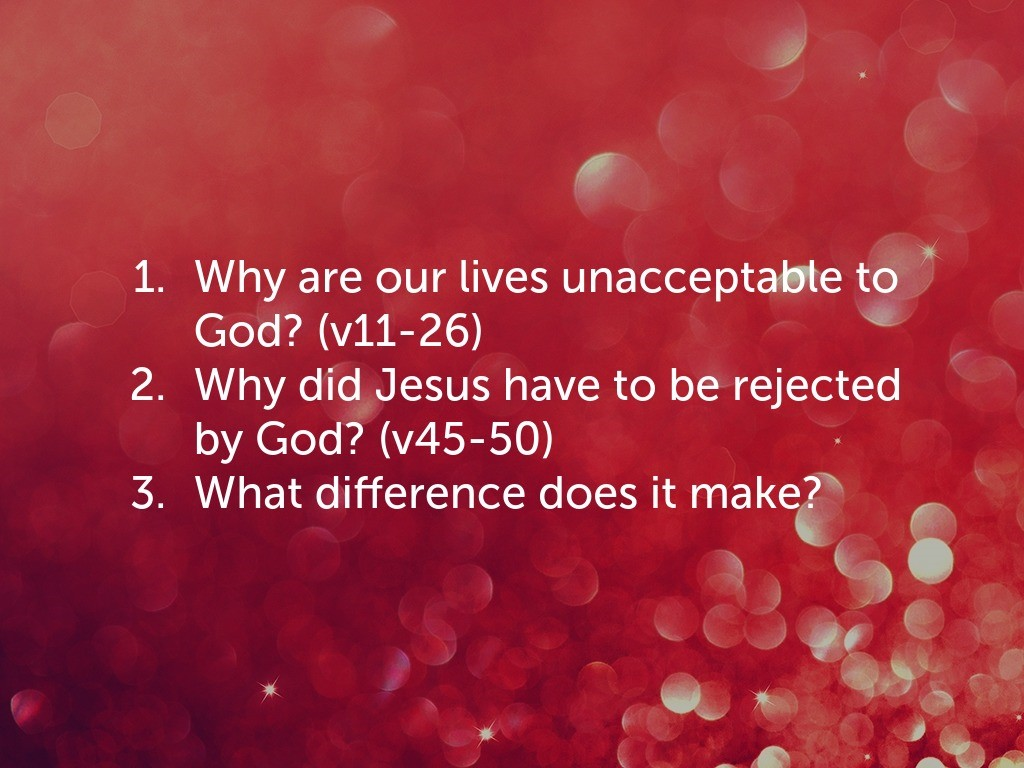 1. Why are our lives unacceptable to
God? (v11-26)
2. Why did Jesus have to be rejected
by God? (v45-50)
3. What difference does it make?